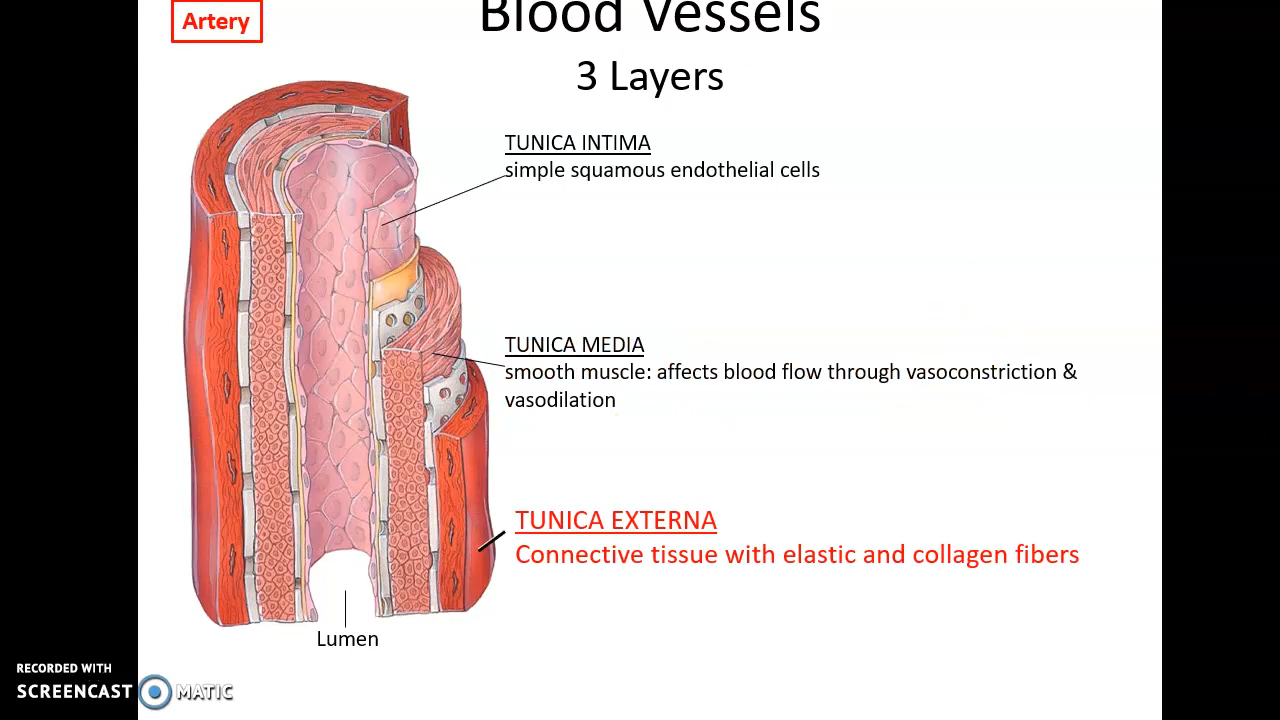 Artery
Blood Vessels
3 Layers
TUNICA INTIMA
simple squamous endothelial cells
TUNICA MEDIA
smooth muscle: affects blood flow through vasoconstriction &
vasodilation
TUNICA EXTERNA
Connective tissue with elastic and collagen fibers
Lumen
RECORDED WITH
SCREENCAST MATIC